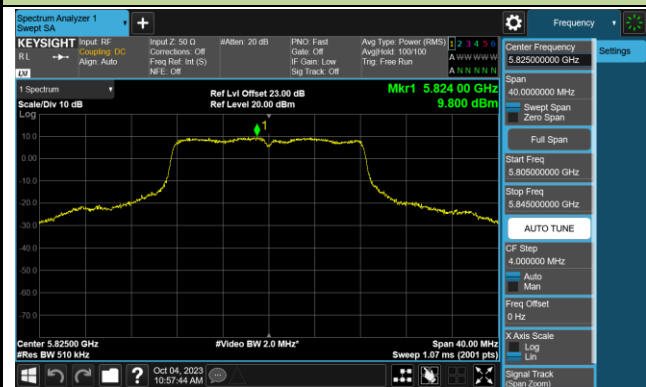 Spectrum Analyzer 1
Swept SA
Frequency
KEYSIGHT
RL
Input: RF
Coupling: DC
Align: Auto
Input Z: 50 Ω
Corrections: Off
Freq Ref: Int (S)
NFE: Off
#Atten: 20 dB
PNO: Fast
Gate: Off
IF Gain: Low
Sig Track: Off
Avg Type: Power (RMS)
Avg|Hold: 100/100
Trig: Free Run
1 2 3 4 5 6
A W W W W W
A N N N N N
LXI
Center Frequency
5.825000000 GHz
Settings
Span
40.0000000 MHz
Swept Span
Zero Span
Full Span
Start Freq
5.805000000 GHz
Stop Freq
5.845000000 GHz
AUTO TUNE
CF Step
4.000000 MHz
Auto
Man
Freq Offset
0 Hz
X Axis Scale
Log
Lin
Signal Track
(Span Zoom)
1 Spectrum
Scale/Div 10 dB
Ref Lvl Offset 23.00 dB
Ref Level 20.00 dBm
Mkr1 5.824 00 GHz
9.800 dBm
Log
1
10.0
0.00
-10.0
-20.0
-30.0
-40.0
-50.0
-60.0
-70.0
Center 5.82500 GHz
#Res BW 510 kHz
#Video BW 2.0 MHz*
Span 40.00 MHz
Sweep 1.07 ms (2001 pts)
Oct 04, 2023
10:57:44 AM